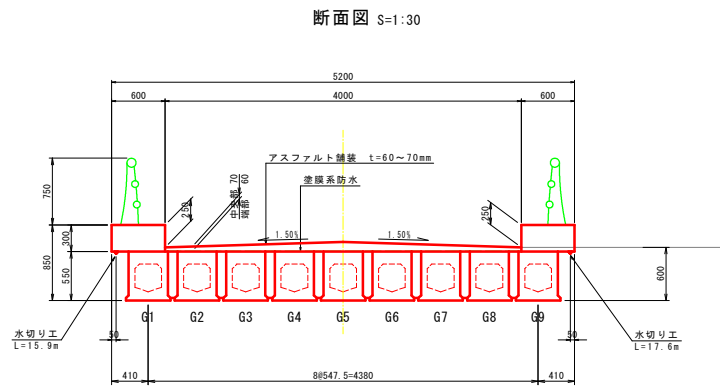 断面図 S=1:30
5200
600
4000
600
アスファルト舗装 t=60～70mm
塗膜系防水
中央部 70
端部 60
250
250
750
300
850
550
600
1.50%
1.50%
G1 G2 G3 G4 G5 G6 G7 G8 G9
水切り工
L=15.9m
50
50
水切り工
L=17.6m
410
8@547.5=4380
410